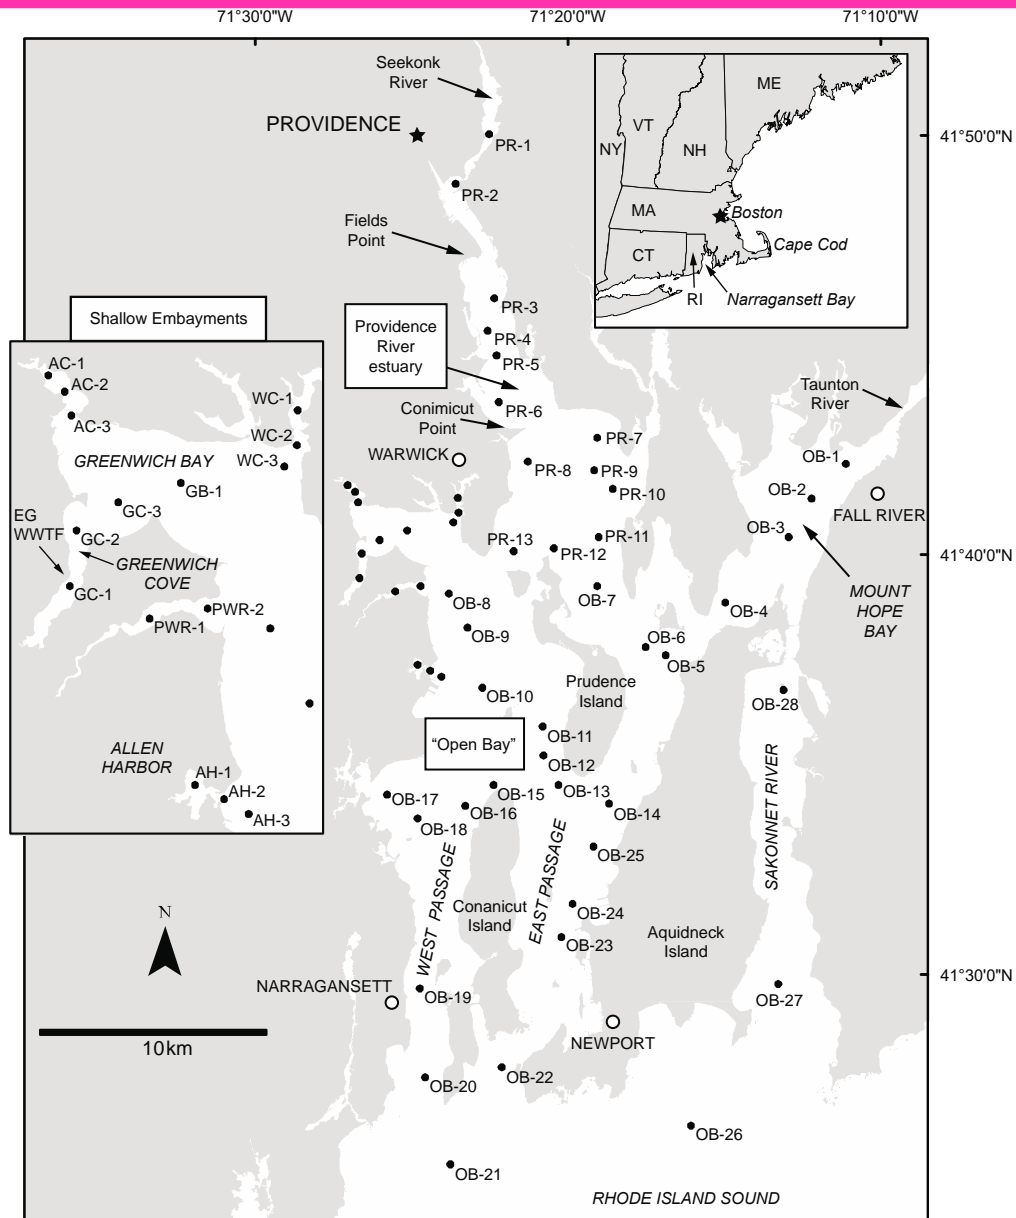 71°30'0"W
71°20'0"W
71°10'0"W
Seekonk
River
PROVIDENCE
PR-1
PR-2
Fields
Point
ME
VT
NY
NH
MA
Boston
CT
Cape Cod
RI
Narragansett Bay
41°50'0"N
PR-3
PR-4
PR-5
Providence
River
estuary
PR-6
Conimicut
Point
WARWICK
PR-7
PR-8
PR-9
PR-10
PR-11
PR-12
PR-13
Taunton
River
OB-1
OB-2
FALL RIVER
OB-3
41°40'0"N
MOUNT
HOPE
BAY
Shallow Embayments
AC-1
AC-2
AC-3
WC-1
WC-2
WC-3
GREENWICH BAY
GB-1
GC-3
EG
WWTF
GC-2
GREENWICH
COVE
GC-1
PWR-2
PWR-1
ALLEN
HARBOR
AH-1
AH-2
AH-3
OB-7
OB-8
OB-4
OB-9
OB-6
OB-5
Prudence
Island
OB-10
OB-28
OB-11
"Open Bay"
OB-12
OB-13
OB-15
OB-17
OB-16
OB-14
OB-18
OB-25
SAKONNET RIVER
WEST PASSAGE
EAST PASSAGE
Conanicut
Island
OB-24
OB-23
Aquidneck
Island
N
41°30'0"N
NARRAGANSETT
OB-19
OB-27
10km
NEWPORT
OB-20
OB-22
OB-26
OB-21
RHODE ISLAND SOUND